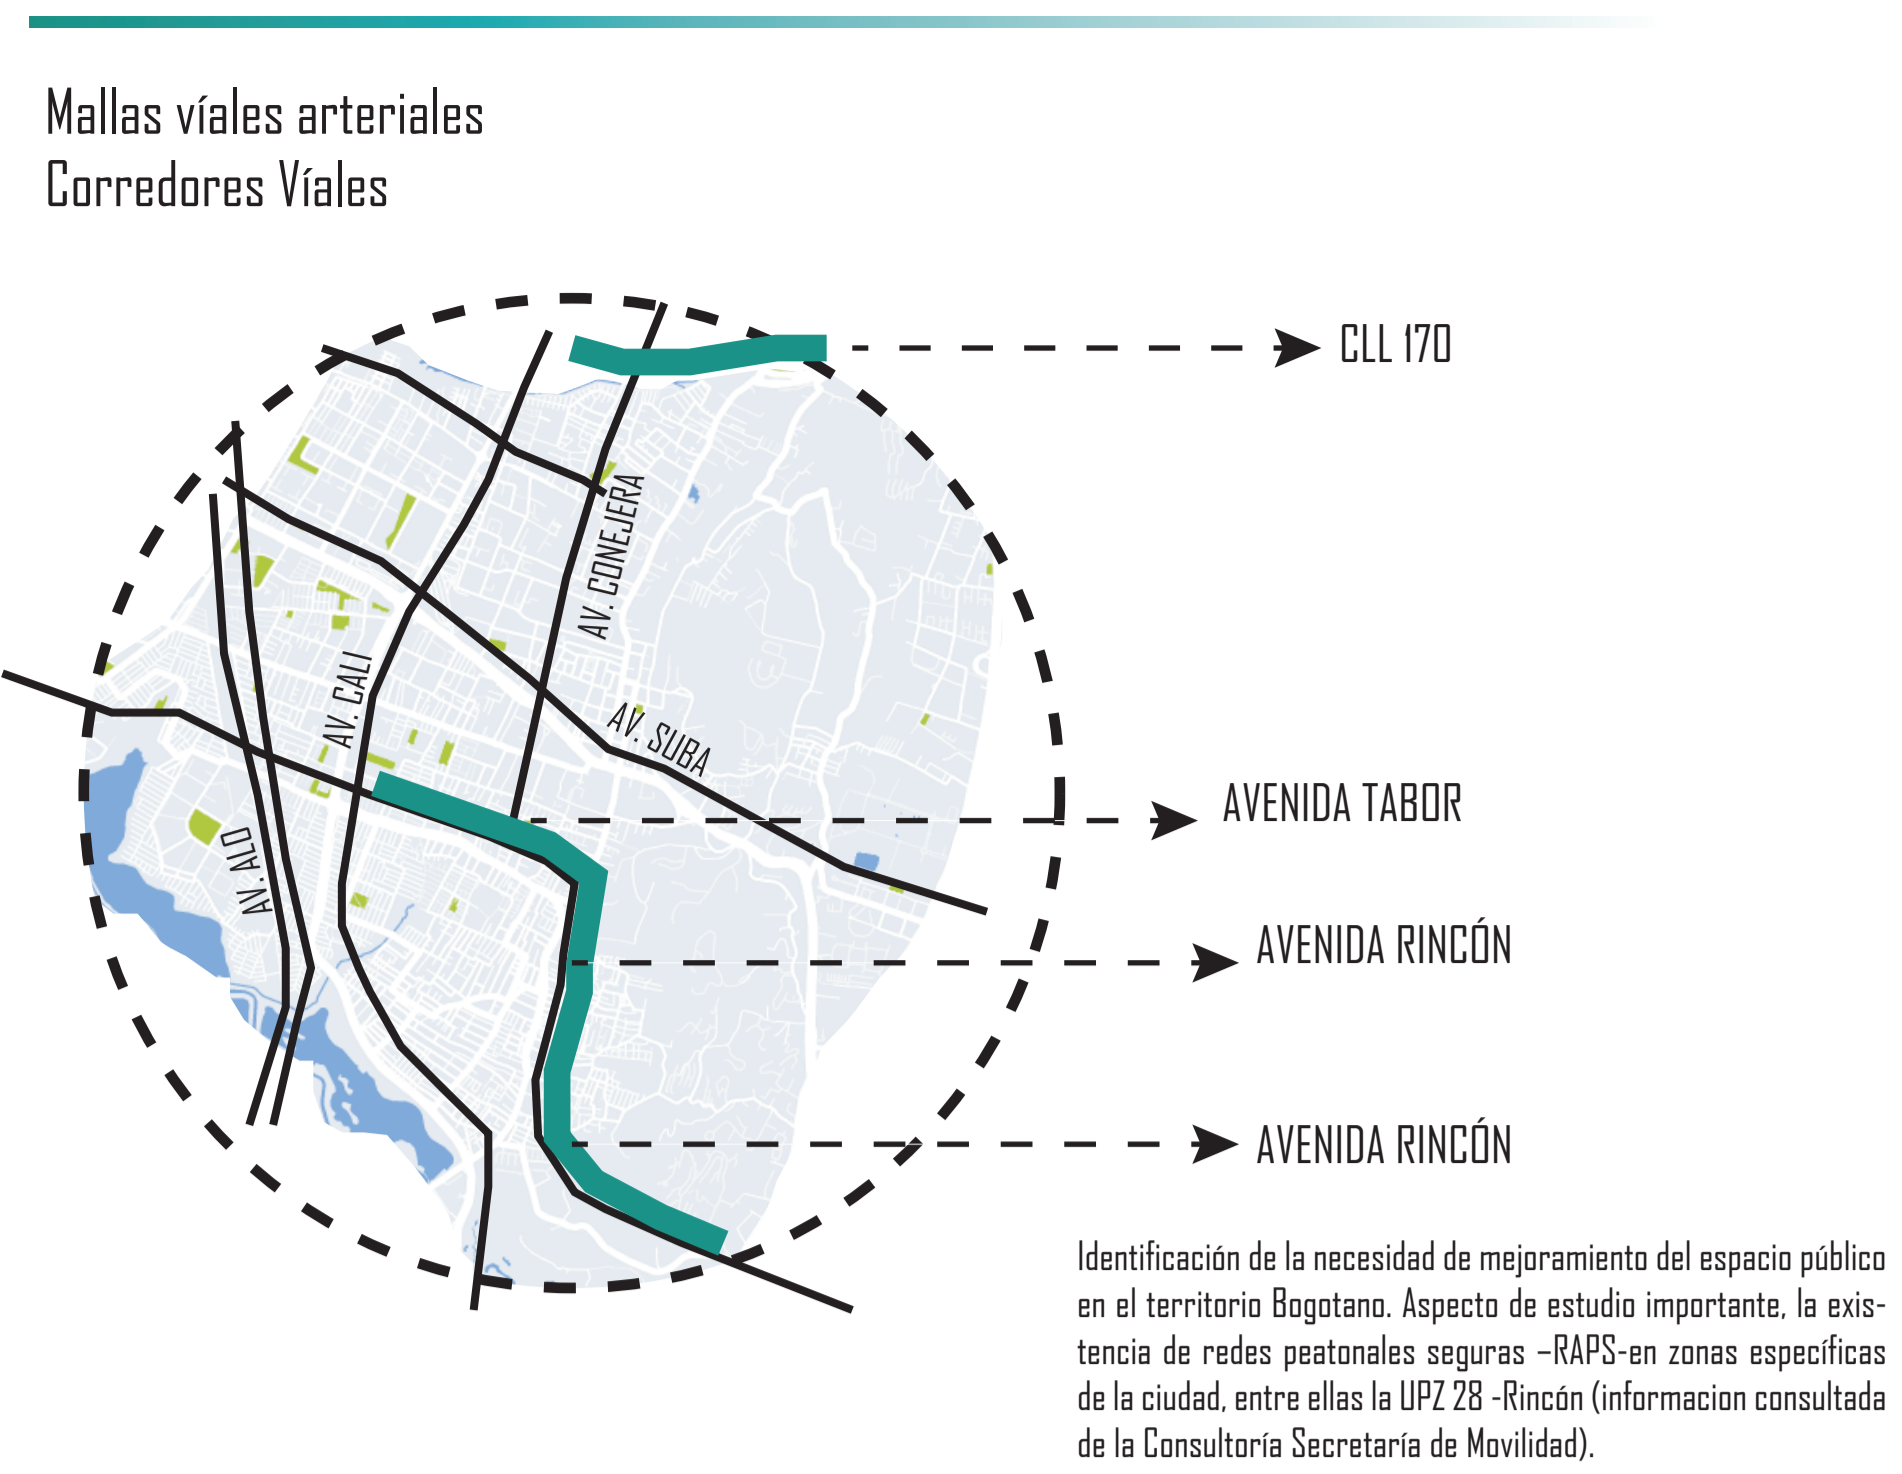 Mallas víales arteriales
Corredores Víales
CLL 170
AV. CONEJERA
AV. CALI
AV. SUBA
AVENIDA TABOR
AV. ALO
AVENIDA RINCÓN
AVENIDA RINCÓN
Identificación de la necesidad de mejoramiento del espacio público
en el territorio Bogotano. Aspecto de estudio importante, la exis-
tencia de redes peatonales seguras –RAPS-en zonas específicas
de la ciudad, entre ellas la UPZ 28 -Rincón (informacion consultada
de la Consultoría Secretaría de Movilidad).